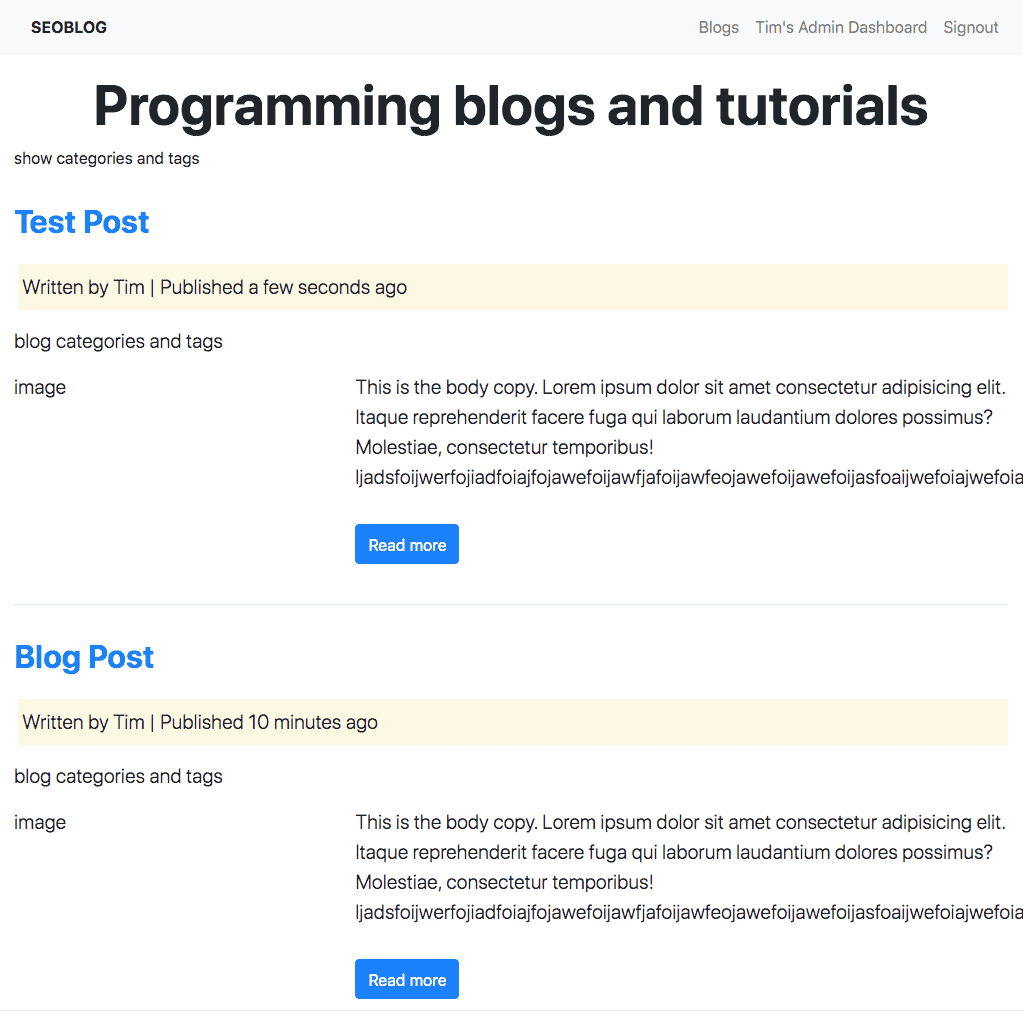 SEOBLOG
Blogs Tim's Admin Dashboard Signout
Programming blogs and tutorials
show categories and tags
Test Post
Written by Tim | Published a few seconds ago
blog categories and tags
image
This is the body copy. Lorem ipsum dolor sit amet consectetur adipisicing elit.
Itaque reprehenderit facere fuga qui laborum laudantium dolores possimus?
Molestiae, consectetur temporibus!
ljadsfoijwerfojiadfoiajfojawefoijawfjafoijawfeojawefoijawefoijasfoaijwefoiajwefoia
Read more
Blog Post
Written by Tim | Published 10 minutes ago
blog categories and tags
image
This is the body copy. Lorem ipsum dolor sit amet consectetur adipisicing elit.
Itaque reprehenderit facere fuga qui laborum laudantium dolores possimus?
Molestiae, consectetur temporibus!
ljadsfoijwerfojiadfoiajfojawefoijawfjafoijawfeojawefoijawefoijasfoaijwefoiajwefoia
Read more